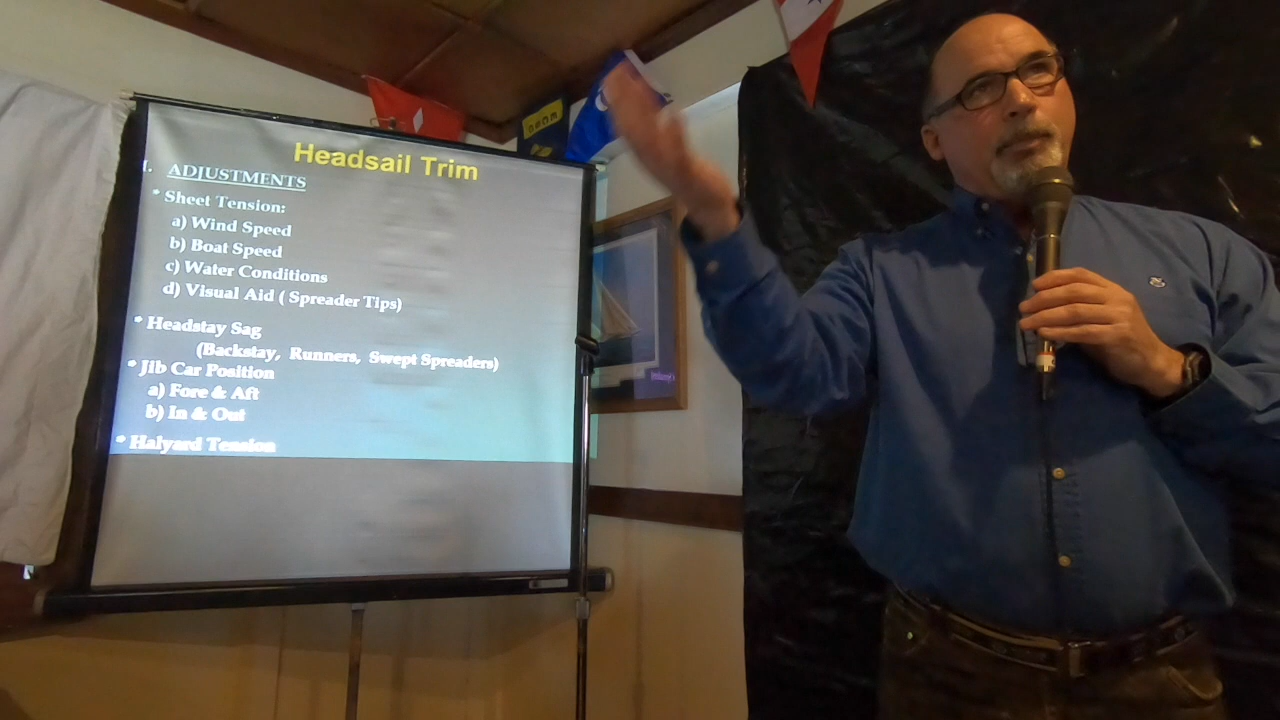 Headsail Trim
I. ADJUSTMENTS
* Sheet Tension:
a) Wind Speed
b) Boat Speed
c) Water Conditions
d) Visual Aid ( Spreader Tips)
* Headstay Sag
(Backstay, Runners, Swept Spreaders)
* Jib Car Position
a) Fore & Aft
b) In & Out
* Halyard Tension